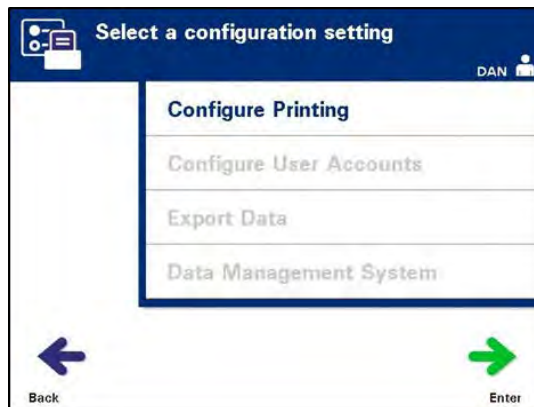 Select a configuration setting
DAN
Configure Printing
Configure User Accounts
Export Data
Data Management System
Back
Enter